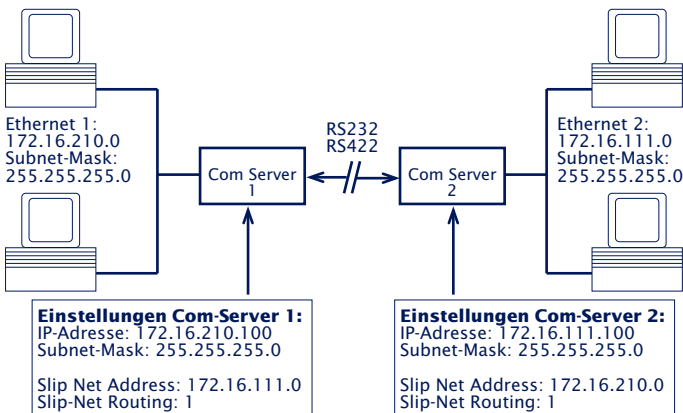 Ethernet 1:
172.16.210.0
Subnet-Mask:
255.255.255.0
RS232
RS422
Ethernet 2:
172.16.111.0
Subnet-Mask:
255.255.255.0
Com Server
1
Com Server
2
Einstellungen Com-Server 1:
IP-Adresse: 172.16.210.100
Subnet-Mask: 255.255.255.0
Slip Net Address: 172.16.111.0
Slip-Net Routing: 1
Einstellungen Com-Server 2:
IP-Adresse: 172.16.111.100
Subnet-Mask: 255.255.255.0
Slip Net Address: 172.16.210.0
Slip-Net Routing: 1